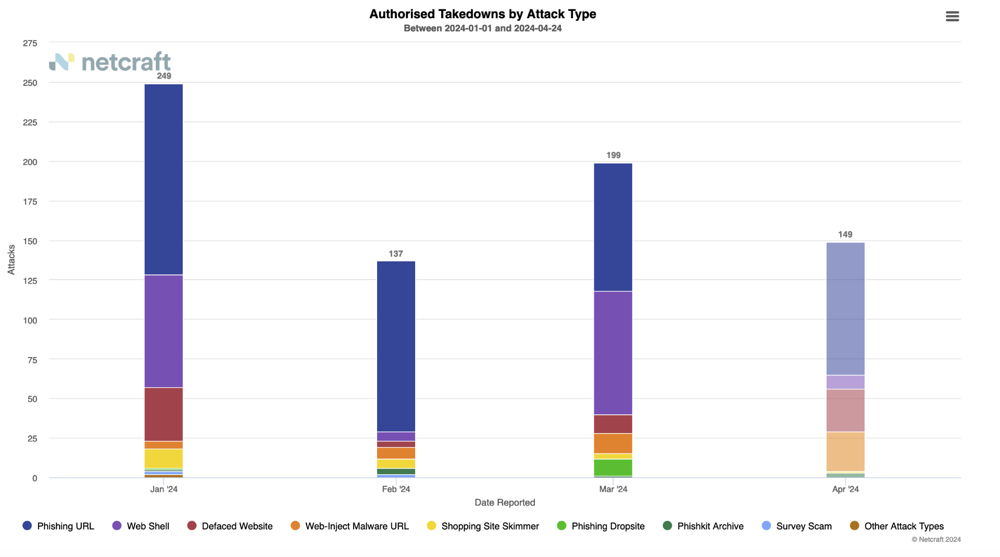 Authorised Takedowns by Attack Type
Between 2024-01-01 and 2024-04-24
netcraft
275
250
225
200
175
150
125
100
75
50
25
0
Attacks
249
137
199
149
Jan '24 Feb '24 Mar '24 Apr '24
Date Reported
Phishing URL Web Shell Defaced Website Web-Inject Malware URL Shopping Site Skimmer Phishing Dropsite Phishkit Archive Survey Scam Other Attack Types
© Netcraft 2024